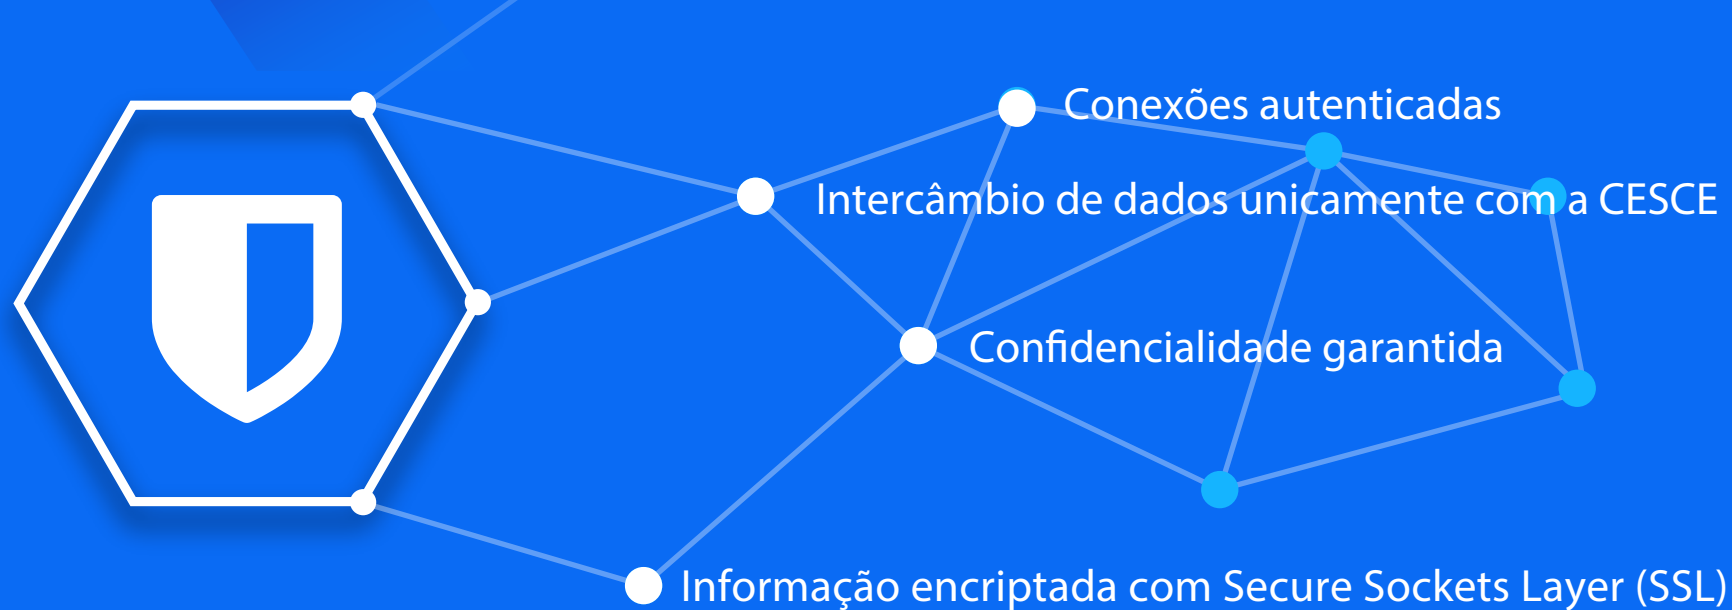 Conexões autenticadas
Intercâmbio de dados unicamente com a CESCE
Confidencialidade garantida
Informação encriptada com Secure Sockets Layer (SSL)